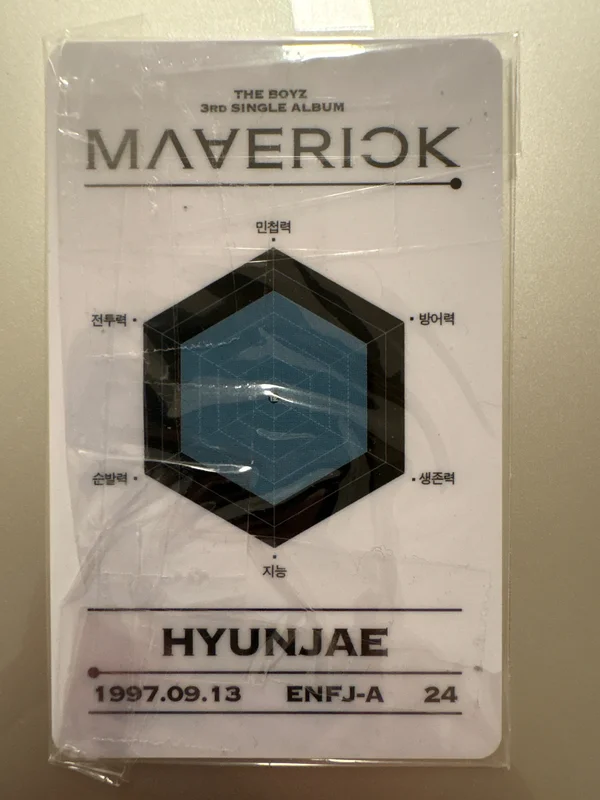 THE BOYZ
3RD SINGLE ALBUM
MAVERICK
민첩력
전투력
방어력
순발력
생존력
지능
HYUNJAE
1997.09.13 ENFJ-A 24